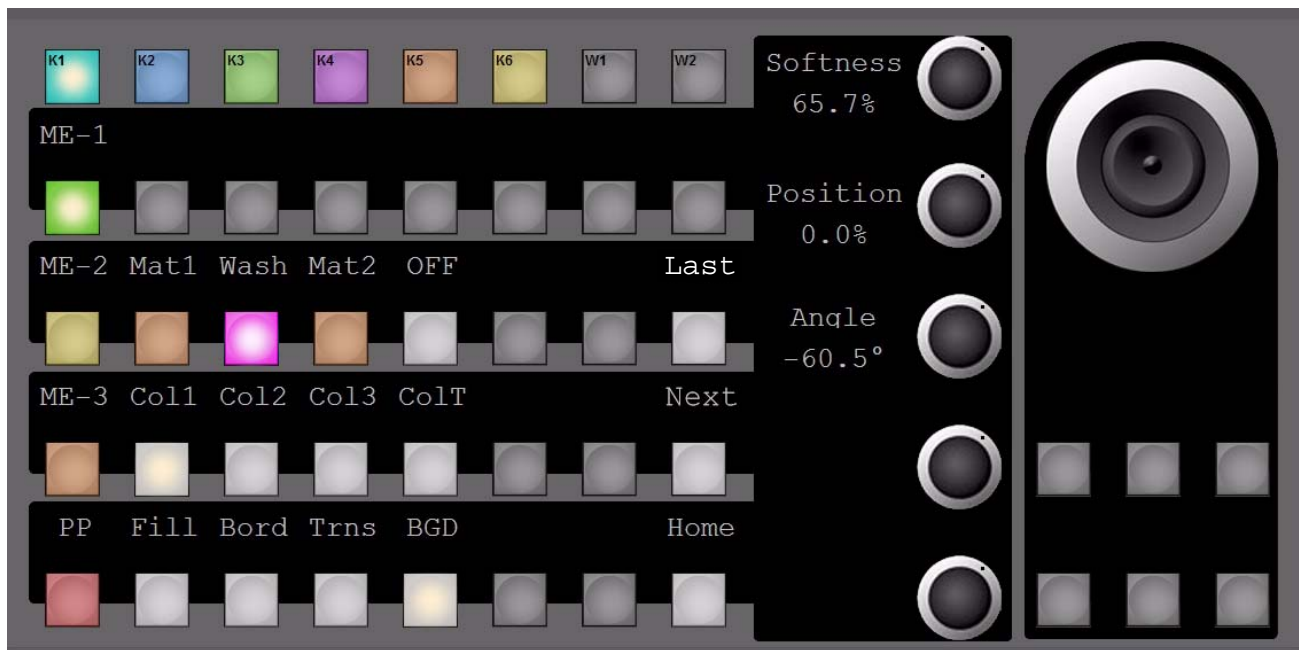 K1 K2 K3 K4 K5 K6 W1 W2
Softness
65.7%
ME-1
Position
0.0%
ME-2 Mat1 Wash Mat2 OFF Last
Angle
-60.5°
ME-3 Col1 Col2 Col3 ColT Next
PP Fill Bord Trns BGD Home